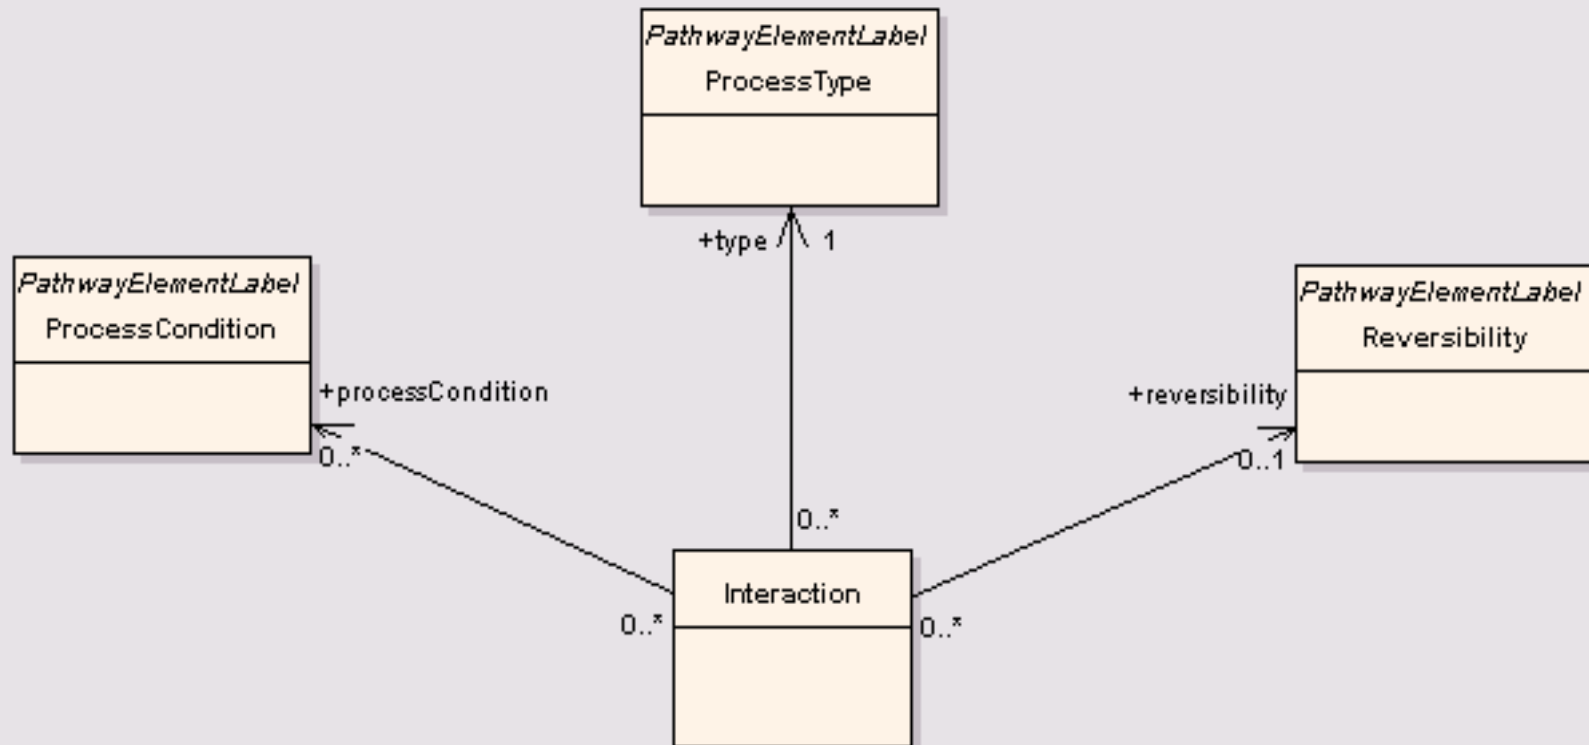 PathwayElementLabel
ProcessType
+type
1
PathwayElementLabel
ProcessCondition
PathwayElementLabel
Reversibility
+processCondition
+reversibility
0..*
0..1
0..*
Interaction
0..*
0..*